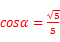 cosα = √5/5